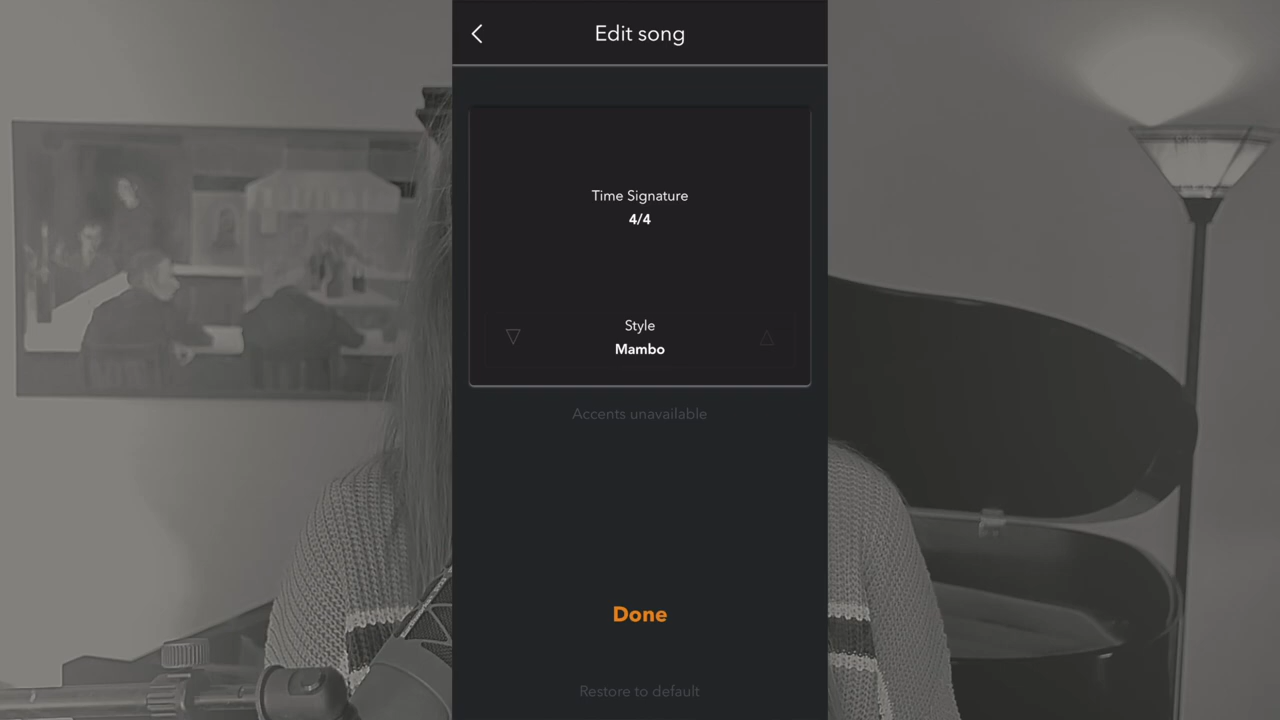 Edit song
Time Signature
4/4
Style
Mambo
Accents unavailable
Done
Restore to default